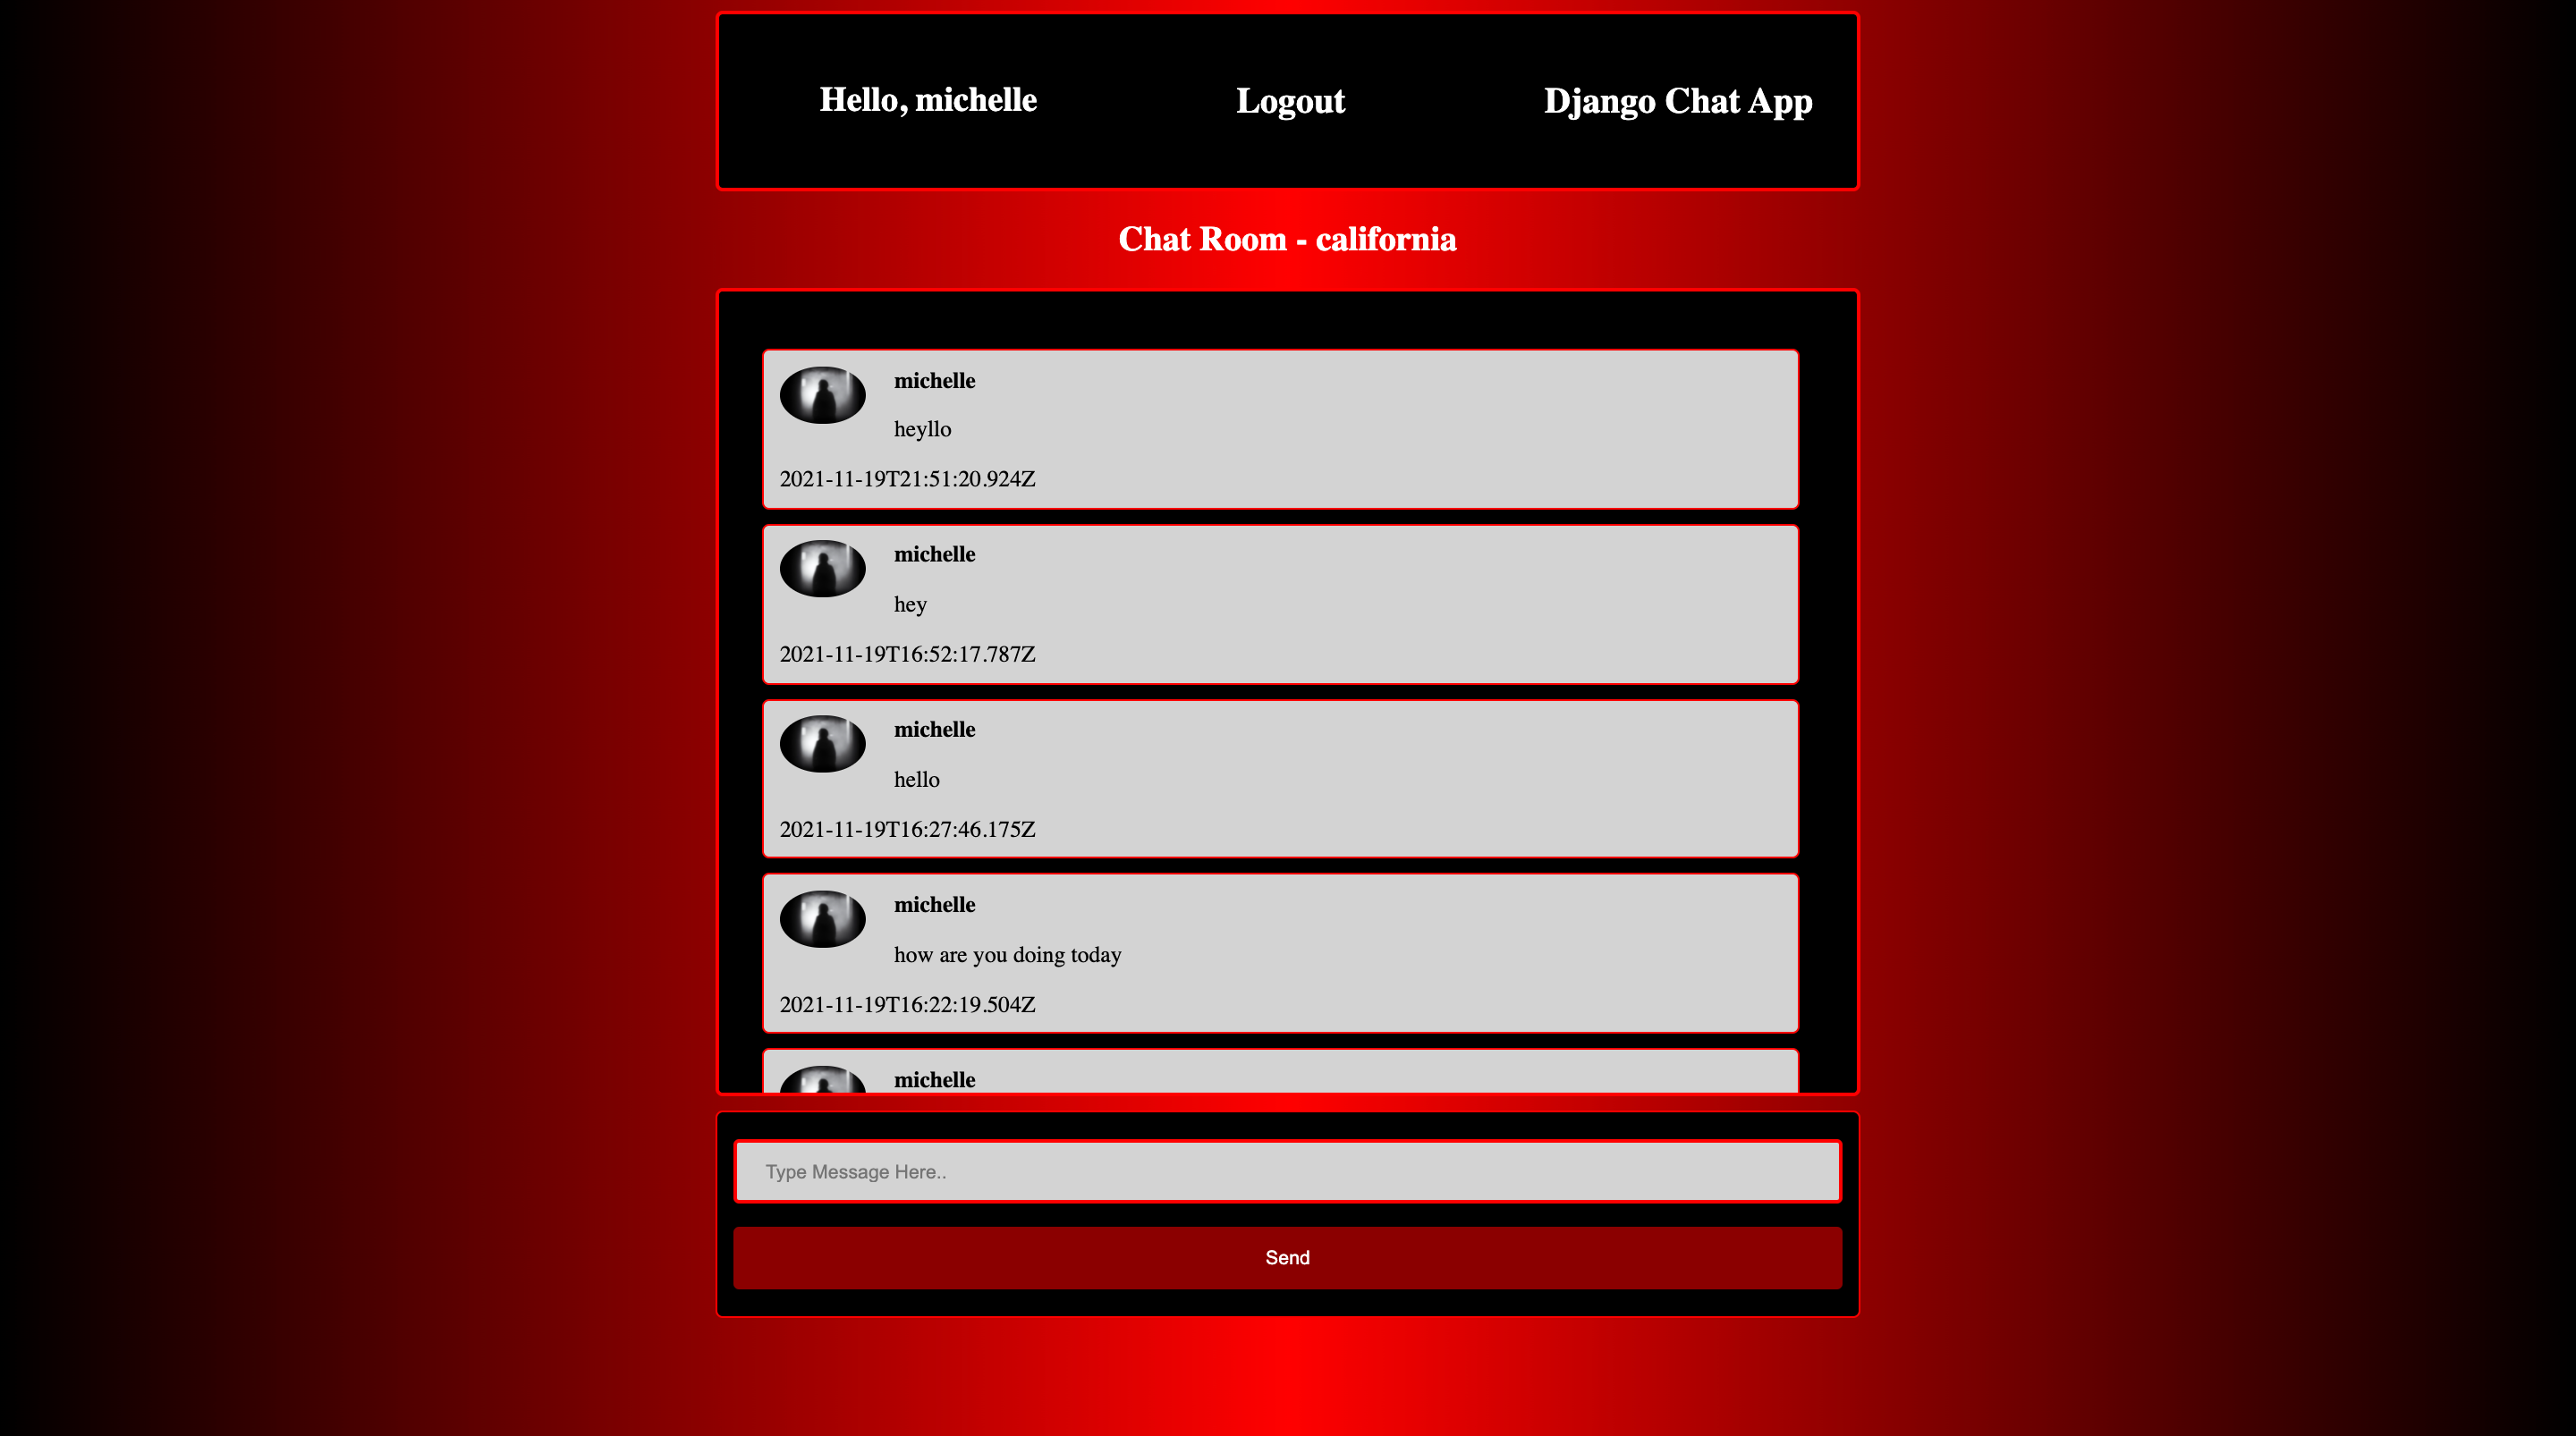 Hello, michelle
Logout
Django Chat App
Chat Room - california
michelle
heyllo
2021-11-19T21:51:20.924Z
michelle
hey
2021-11-19T16:52:17.787Z
michelle
hello
2021-11-19T16:27:46.175Z
michelle
how are you doing today
2021-11-19T16:22:19.504Z
michelle
Type Message Here..
Send